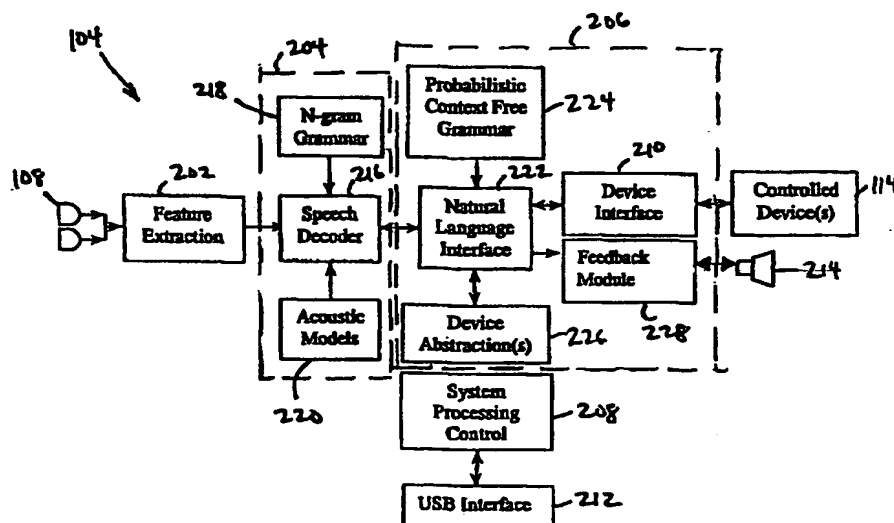 206
104
204
218
N-gram
Grammar
Probabilistic
Context Free
Grammar
224
108
202
216
222
210
Feature
Extraction
Speech
Decoder
Natural
Language
Interface
Device
Interface
Controlled
Device(s)
114
Feedback
Module
214
Acoustic
Models
Device
Abstraction(s)
226
228
220
System
Processing
Control
208
USB Interface
212